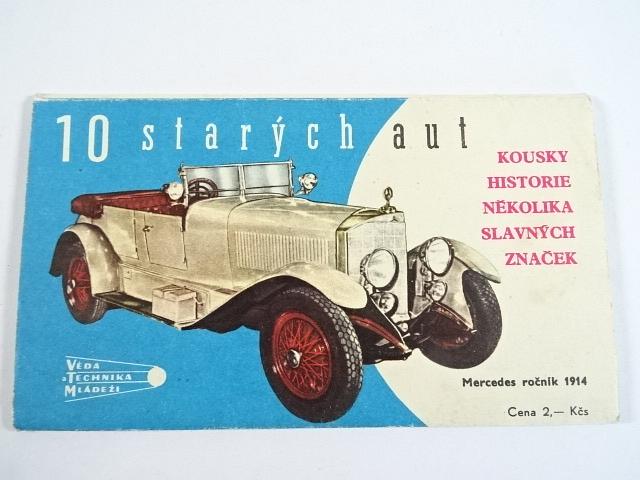 10 starých aut
KOUSKY
HISTORIE
NĚKOLIKA
SLAVNÝCH
ZNAČEK
VĚDA
a TECHNIKA
MLÁDEŽI
Mercedes ročník 1914
Cena 2,— Kčs